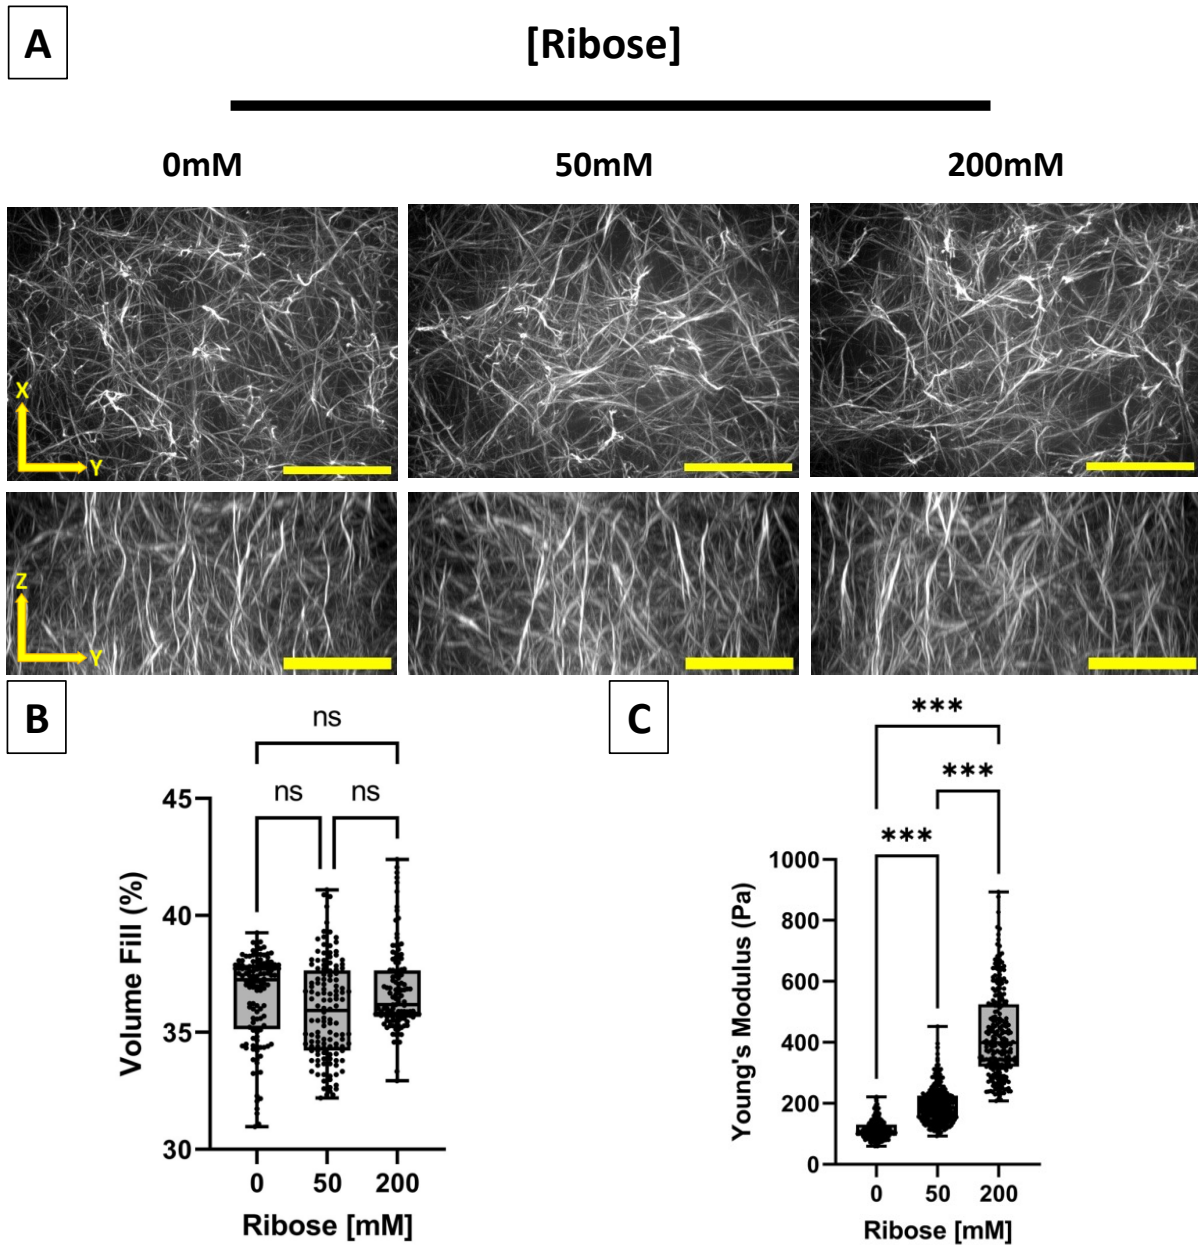 A
[Ribose]
0mM 50mM 200mM
X
Y
Z
Y
B
ns
ns ns
45
40
35
30
Volume Fill (%)
0 50 200
Ribose [mM]
C
***
***
***
1000
800
600
400
200
0
Young's Modulus (Pa)
0 50 200
Ribose [mM]